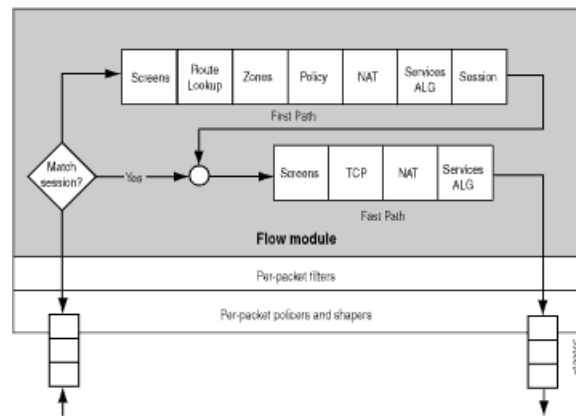 Screens
Route
Lookup
Zones
Policy
NAT
Services
ALG
Session
First Path
Match
session?
Yes
Screens
TCP
NAT
Services
ALG
Fast Path
Flow module
Per-packet filters
Per-packet policers and shapers